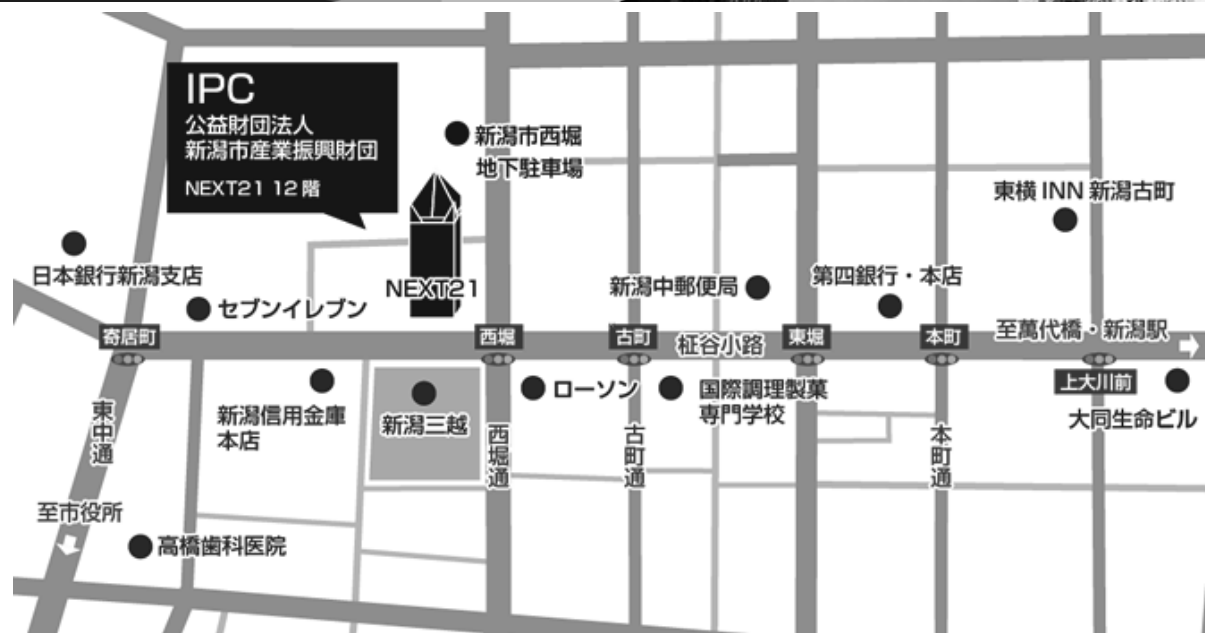 IPC
公益財団法人
新潟市産業振興財団
NEXT21 12階
新潟市西堀
地下駐車場
東横INN 新潟古町
日本銀行新潟支店
セブンイレブン
NEXT21
新潟中郵便局
第四銀行・本店
寄居町
西堀
古町
柾谷小路
東堀
本町
至萬代橋・新潟駅
上大川前
東中通
新潟信用金庫
本店
新潟三越
西堀通
ローソン
古町通
国際調理製菓
専門学校
本町通
大同生命ビル
至市役所
高橋歯科医院